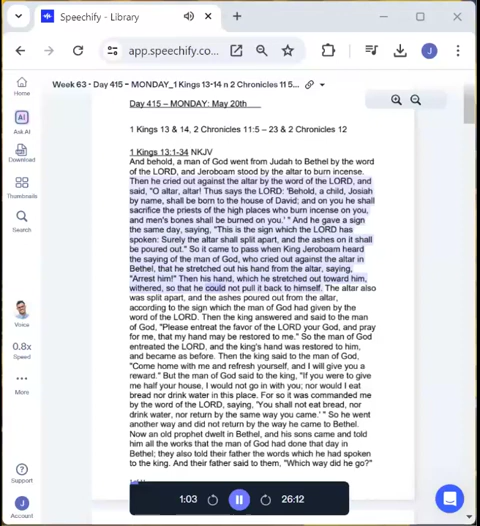 Speechify - Library
app.speechify.co...
J
Week 63 - Day 415 – MONDAY_1 Kings 13-14 n 2 Chronicles 11 5...
Home
AI
Ask AI
Download
Thumbnails
Search
Vivica
0.8x
Speed
More
Support
J
Account
Day 415 – MONDAY: May 20th
1 Kings 13 & 14, 2 Chronicles 11:5 – 23 & 2 Chronicles 12
1 Kings 13:1-34 NKJV
And behold, a man of God went from Judah to Bethel by the word
of the LORD, and Jeroboam stood by the altar to burn incense.
Then he cried out against the altar by the word of the LORD, and
said, "O altar, altar! Thus says the LORD: 'Behold, a child, Josiah
by name, shall be born to the house of David; and on you he shall
sacrifice the priests of the high places who burn incense on you,
and men's bones shall be burned on you.' " And he gave a sign
the same day, saying, "This is the sign which the LORD has
spoken: Surely the altar shall split apart, and the ashes on it shall
be poured out." So it came to pass when King Jeroboam heard
the saying of the man of God, who cried out against the altar in
Bethel, that he stretched out his hand from the altar, saying,
"Arrest him!" Then his hand, which he stretched out toward him,
withered, so that he could not pull it back to himself. The altar also
was split apart, and the ashes poured out from the altar,
according to the sign which the man of God had given by the
word of the LORD. Then the king answered and said to the man
of God, "Please entreat the favor of the LORD your God, and pray
for me, that my hand may be restored to me." So the man of God
entreated the LORD, and the king's hand was restored to him,
and became as before. Then the king said to the man of God,
"Come home with me and refresh yourself, and I will give you a
reward." But the man of God said to the king, "If you were to give
me half your house, I would not go in with you; nor would I eat
bread nor drink water in this place. For so it was commanded me
by the word of the LORD, saying, 'You shall not eat bread, nor
drink water, nor return by the same way you came.' " So he went
another way and did not return by the way he came to Bethel.
Now an old prophet dwelt in Bethel, and his sons came and told
him all the works that the man of God had done that day in
Bethel; they also told their father the words which he had spoken
to the king. And their father said to them, "Which way did he go?"
1:03
26:12